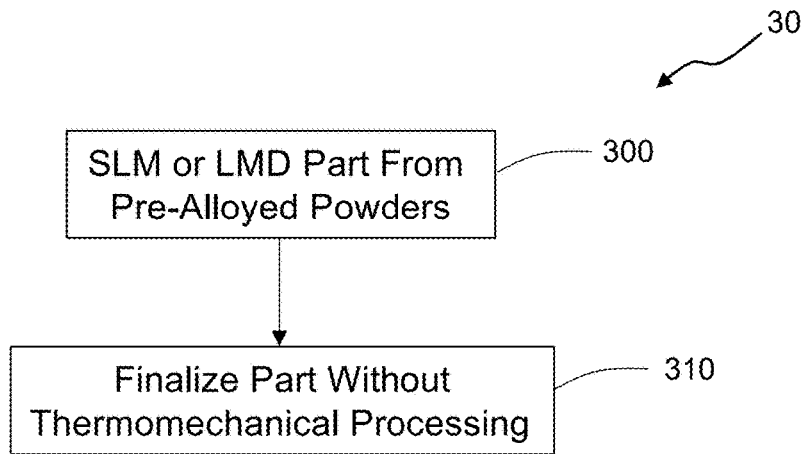 30
SLM or LMD Part From
Pre-Alloyed Powders
300
Finalize Part Without
Thermomechanical Processing
310